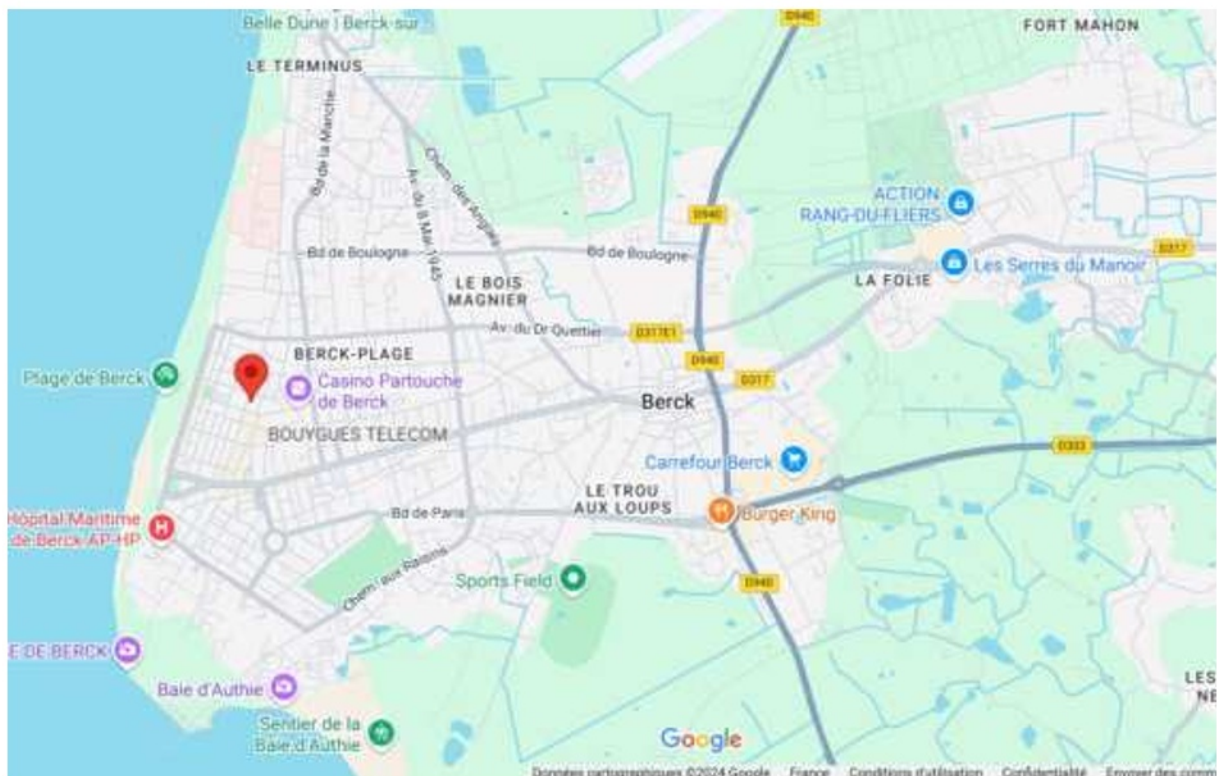 Belle Dune | Berck-sur
LE TERMINUS
D940
FORT MAHON
Bd de la Manche
Chem. des Anglais
Av. du 8 Mai 1945
ACTION
RANG-DU-FLIERS
D940
Bd de Boulogne
Bd de Boulogne
D317
Les Serres du Manoir
LA FOLIE
LE BOIS
MAGNIER
Av. du Dr Quettier
D317E1
BERCK-PLAGE
D940
Plage de Berck
Casino Partouche
de Berck
D317
Berck
BOUYGUES TELECOM
D303
Carrefour Berck
LE TROU
AUX LOUPS
Bd de Paris
Burger King
Hôpital Maritime
de Berck AP-HP
Chem. aux Raisins
Sports Field
D940
E DE BERCK
Baie d'Authie
LES
NE
Sentier de la
Baie d'Authie
Google
Données cartographiques ©2024 Google France Conditions d'utilisation Confidentialité Envoyer des comm